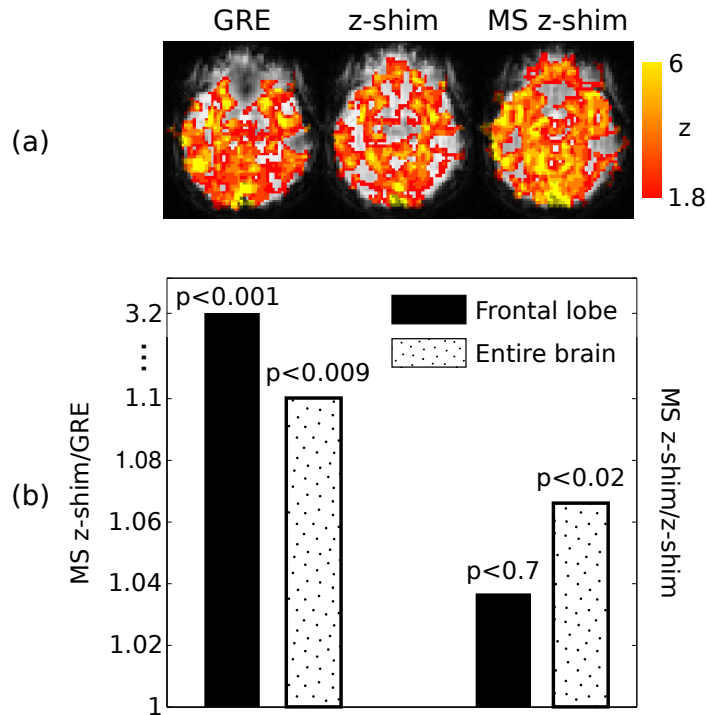 GRE z-shim MS z-shim
(a)
6
z
1.8
(b)
MS z-shim/GRE
3.2
...
1.1
1.08
1.06
1.04
1.02
1
p<0.001
p<0.009
p<0.7
p<0.02
Frontal lobe
Entire brain
MS z-shim/z-shim